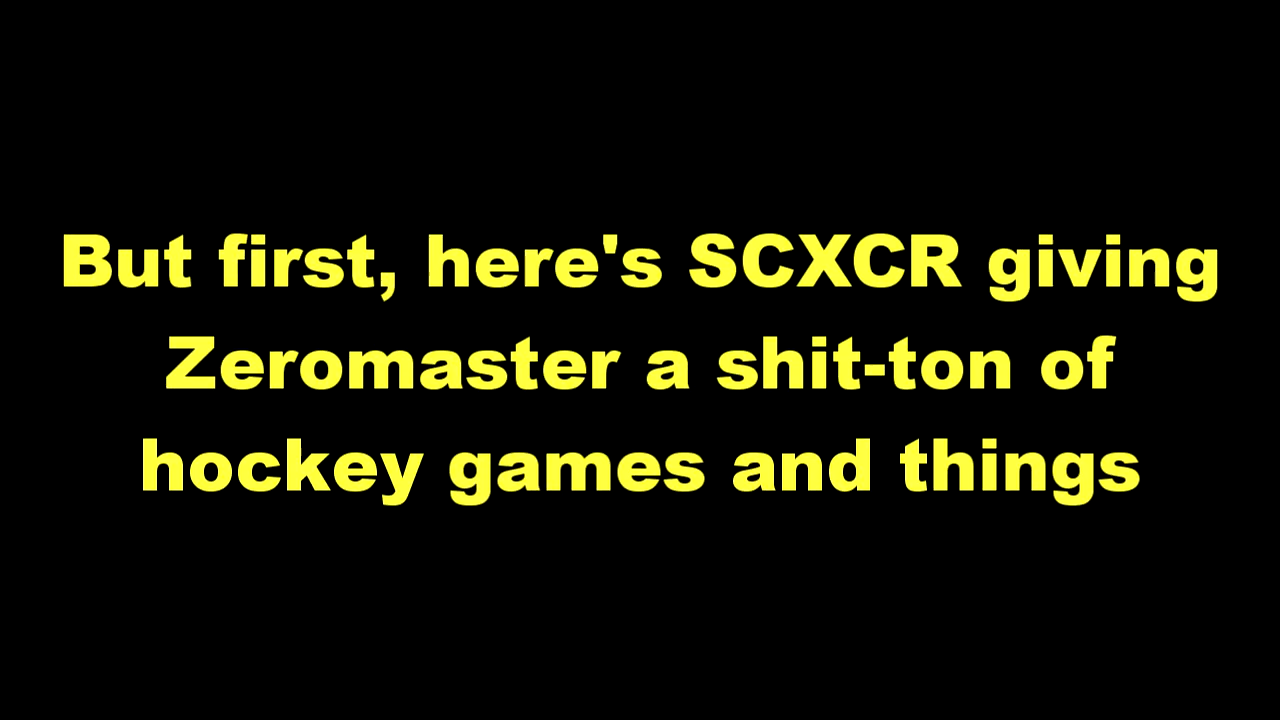 But first, here's SCXCR giving
Zeromaster a shit-ton of
hockey games and things